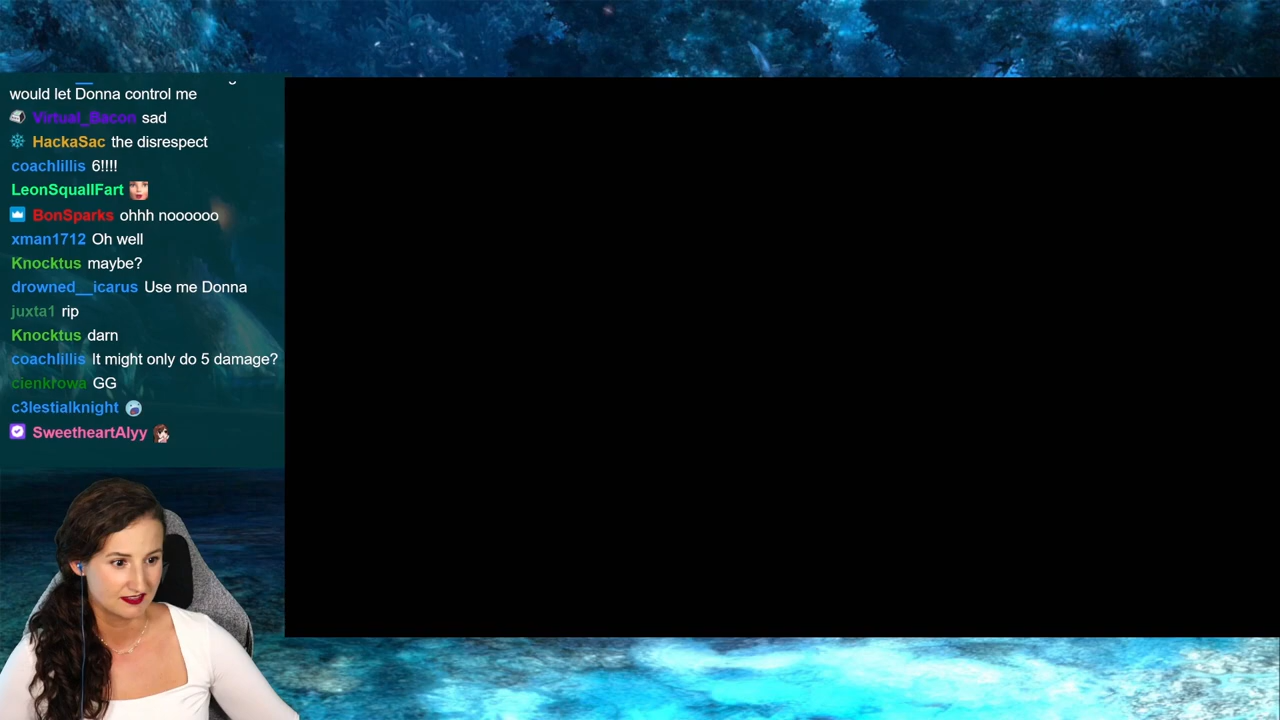 would let Donna control me
Virtual_Bacon sad
HackaSac the disrespect
coachlillis 6!!!!
LeonSquallFart
BonSparks ohhh noooooo
xman1712 Oh well
Knocktus maybe?
drowned__icarus Use me Donna
juxta1 rip
Knocktus darn
coachlillis It might only do 5 damage?
cienkrowa GG
c3lestialknight
SweetheartAlyy